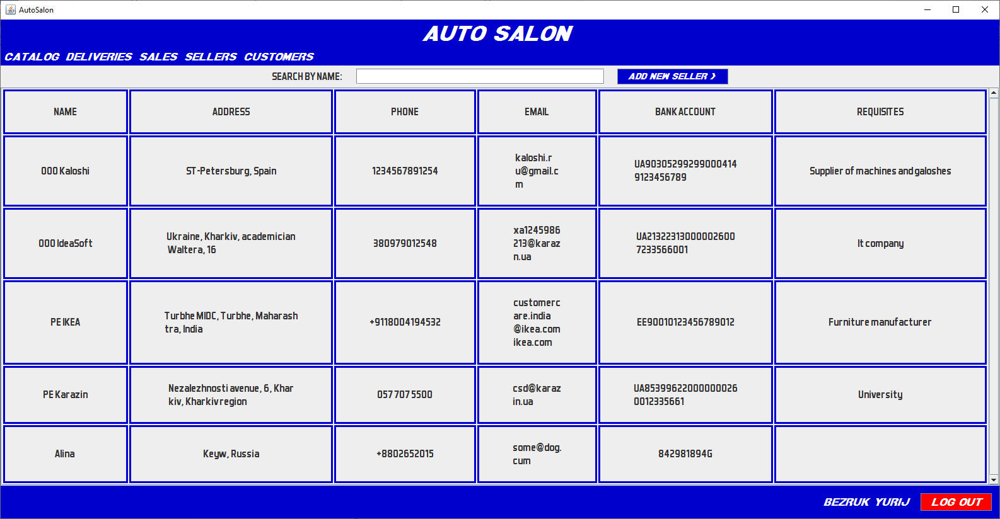 AutoSalon
AUTO SALON
CATALOG DELIVERIES SALES SELLERS CUSTOMERS
SEARCH BY NAME:
ADD NEW SELLER >
NAME ADDRESS PHONE EMAIL BANK ACCOUNT REQUISITES
OOO Kaloshi
ST-Petersburg, Spain
1234567891254
kaloshi.r
u@gmail.c
m
UA90305299299000414
9123456789
Supplier of machines and galoshes
OOO IdeaSoft
Ukraine, Kharkiv, academician
Waltera, 16
380979012548
xa1245986
213@karaz
n.ua
UA21322313000002600
7233566001
It company
PE IKEA
Turbhe MIDC, Turbhe, Maharash
tra, India
+9118004194532
customerc
are.india
@ikea.com
ikea.com
EE90010123456789012
Furniture manufacturer
PE Karazin
Nezalezhnosti avenue, 6, Khar
kiv, Kharkiv region
057 707 5500
csd@karaz
in.ua
UA85399622000000026
0012335661
University
Alina
Keyw, Russia
+8802652015
some@dog.
cum
842981894G
BEZRUK YURIJ
LOG OUT